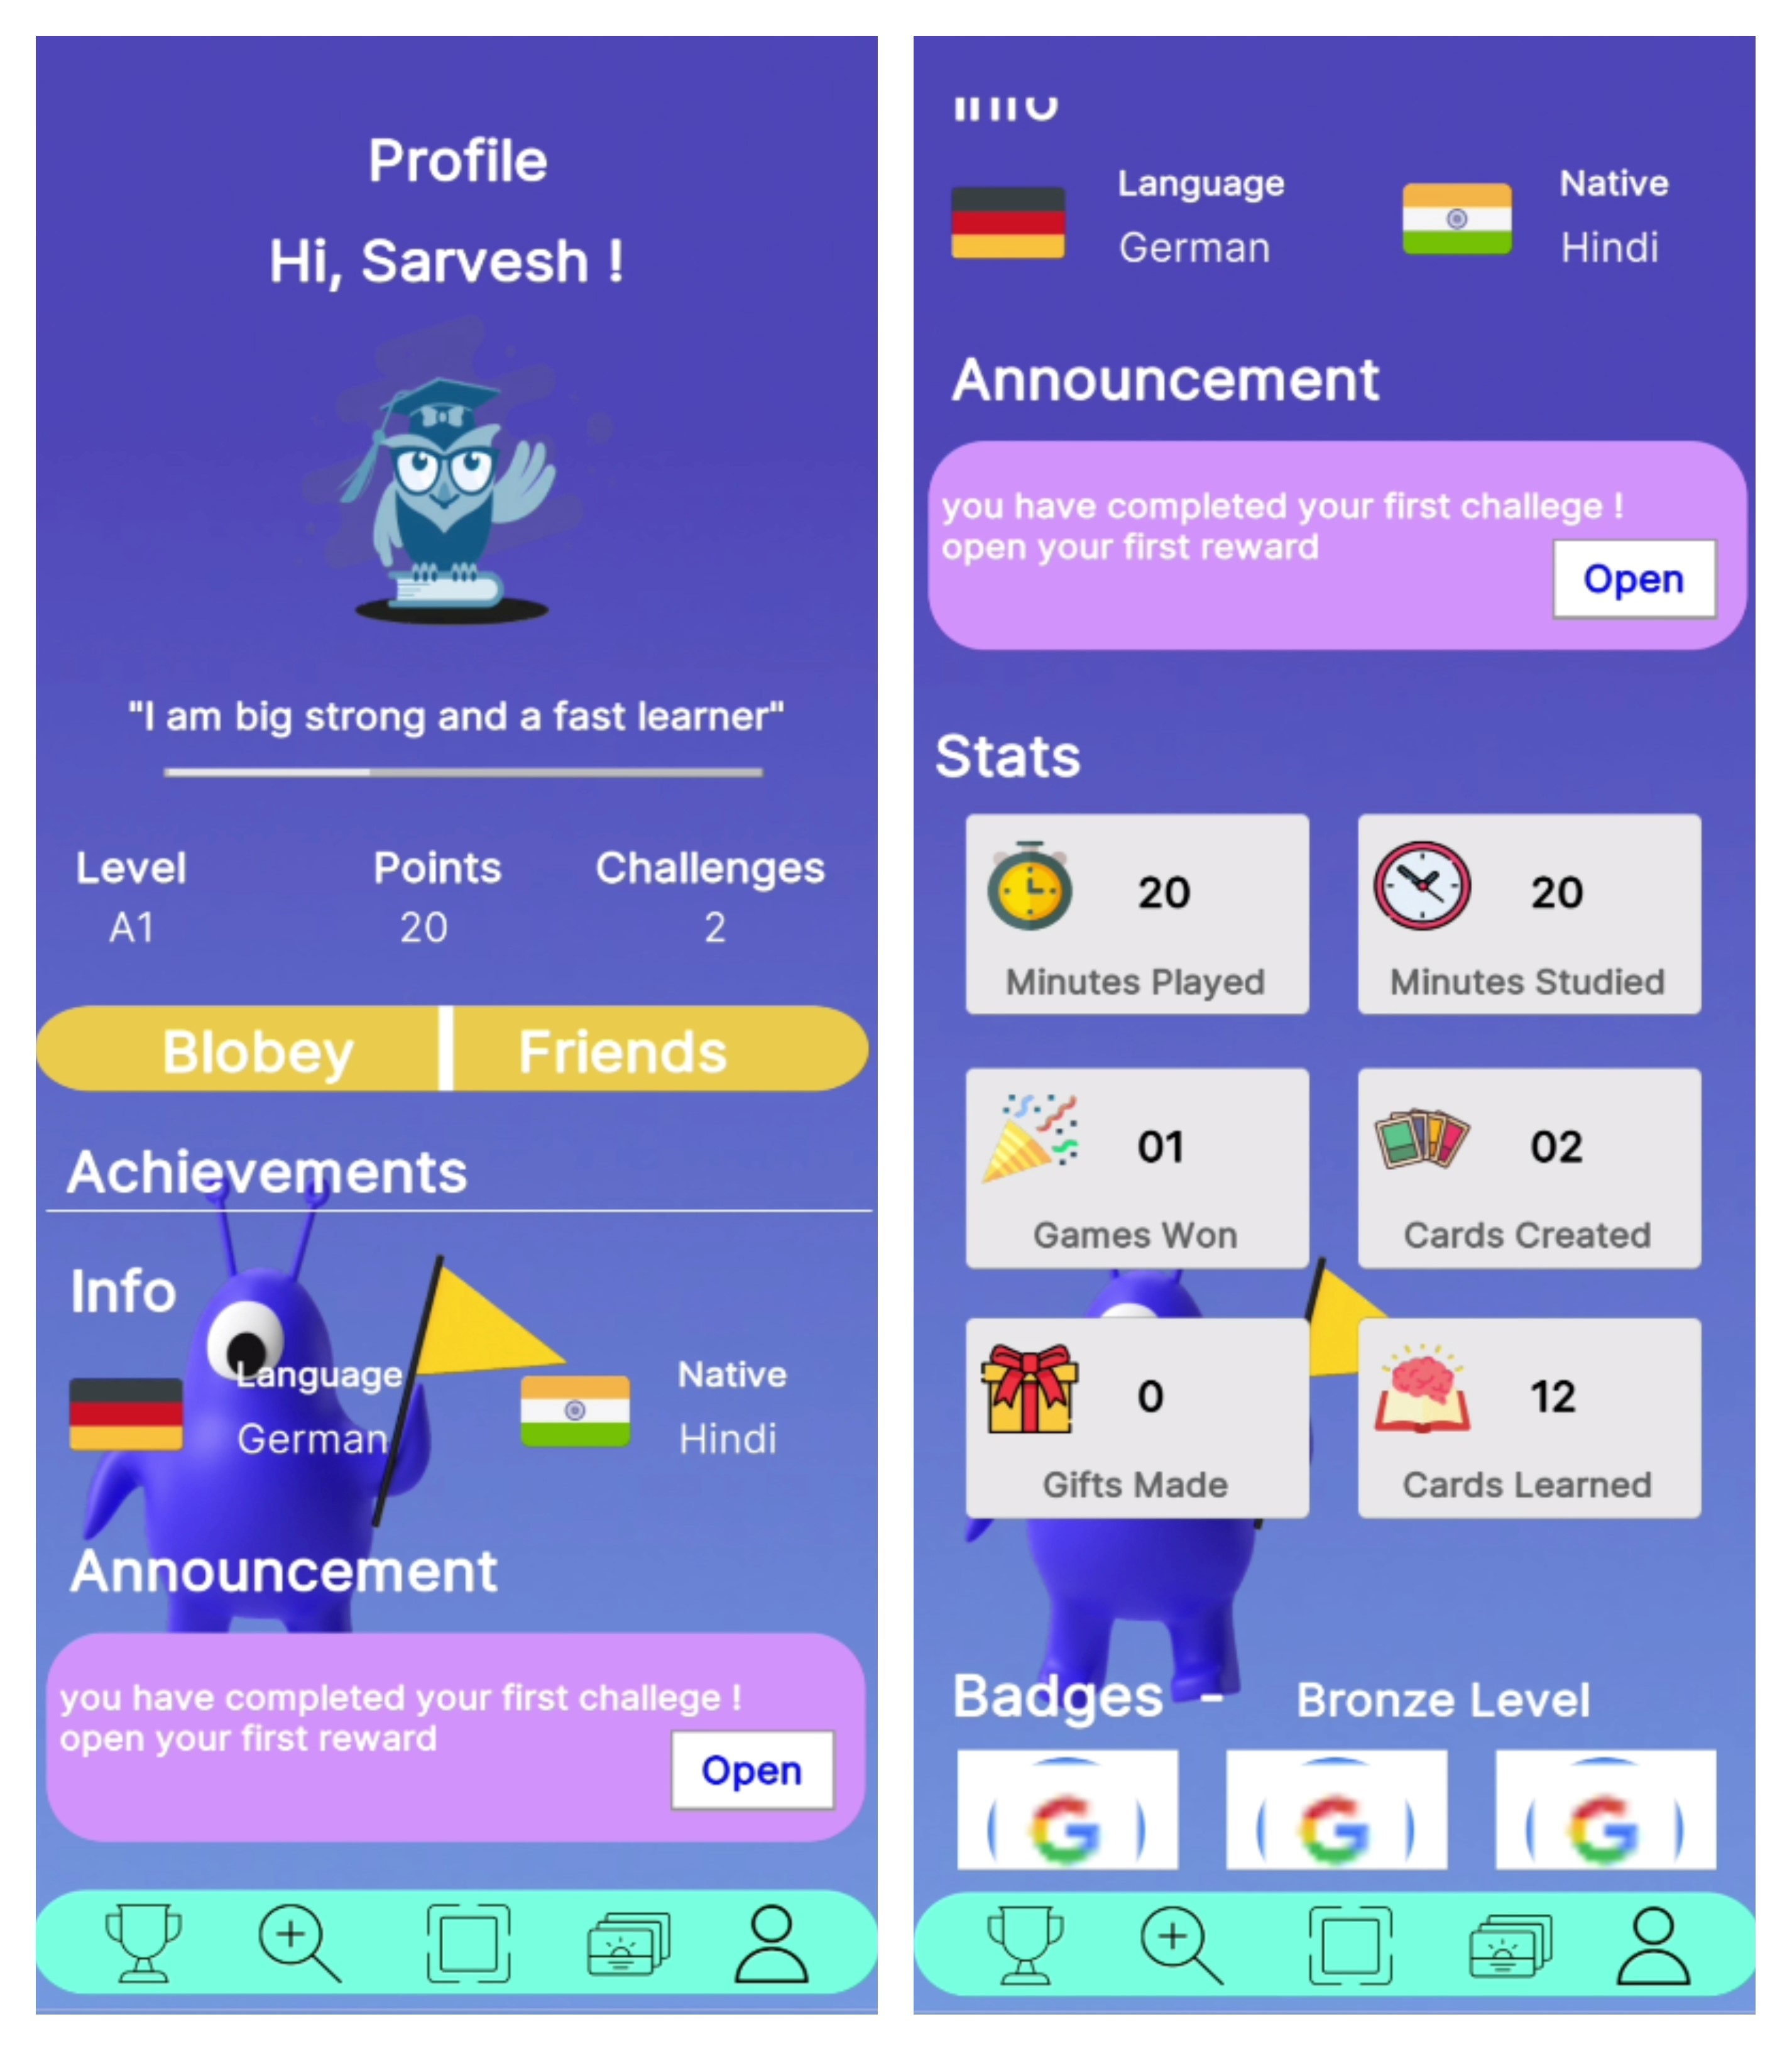 Profile
Hi, Sarvesh !
"I am big strong and a fast learner"
Level Points Challenges
A1 20 2
Blobey Friends
Achievements
Info
Language Native
German Hindi
Announcement
you have completed your first challege !
open your first reward
Open
Info
Language Native
German Hindi
Announcement
you have completed your first challege !
open your first reward
Open
Stats
20 20
Minutes Played Minutes Studied
01 02
Games Won Cards Created
0 12
Gifts Made Cards Learned
Badges - Bronze Level
G G G